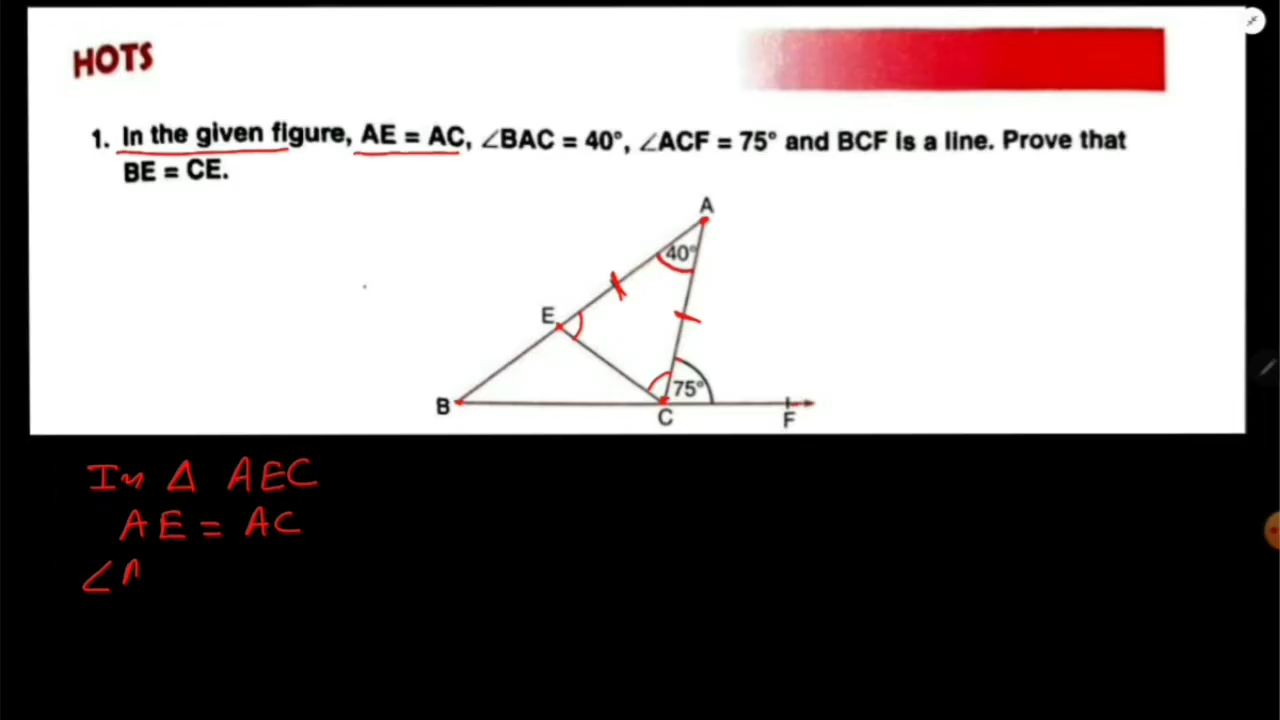 HOTS
1. In the given figure, AE = AC, ∠BAC = 40°, ∠ACF = 75° and BCF is a line. Prove that
BE = CE.
A
40°
E
75°
B
C
F
In Δ AEC
AE = AC
∠A